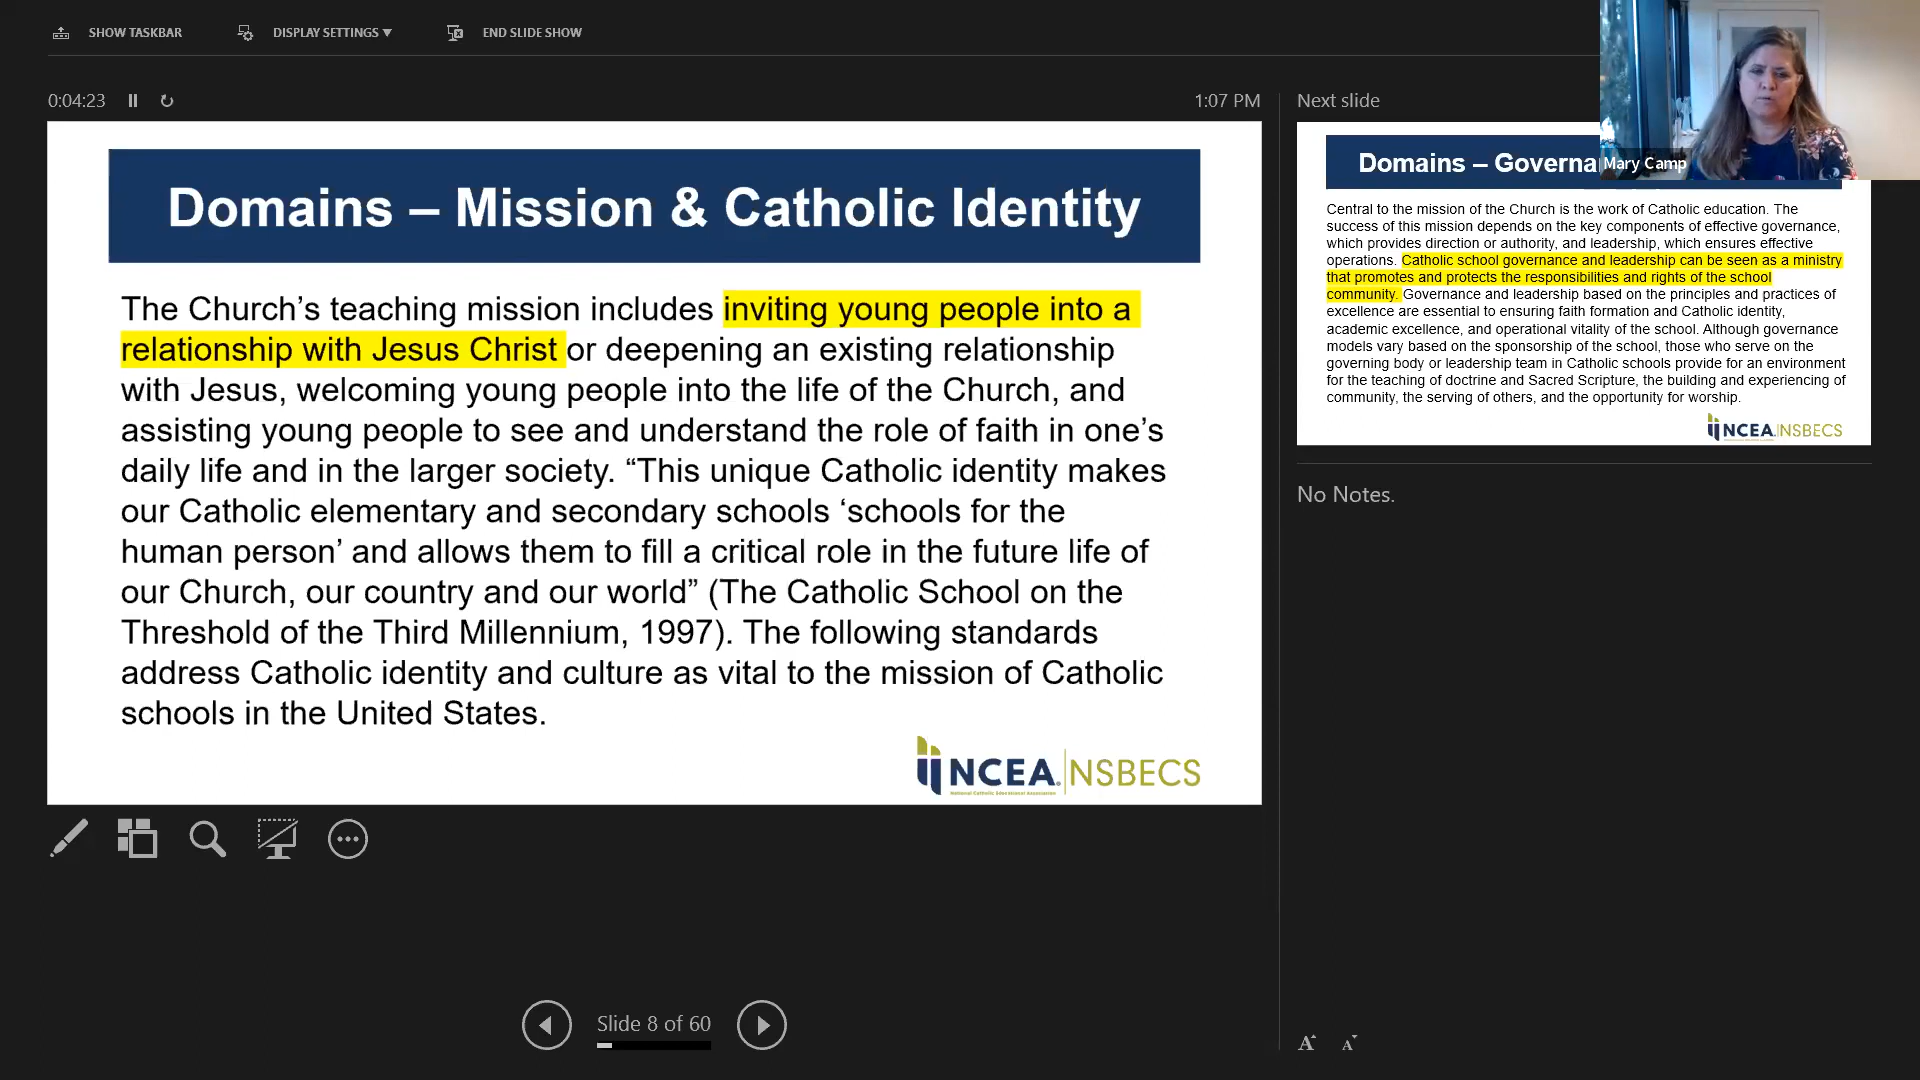 SHOW TASKBAR
DISPLAY SETTINGS ▼
END SLIDE SHOW
0:04:23
1:07 PM
Next slide
Mary Camp
Domains – Mission & Catholic Identity
The Church’s teaching mission includes inviting young people into a
relationship with Jesus Christ or deepening an existing relationship
with Jesus, welcoming young people into the life of the Church, and
assisting young people to see and understand the role of faith in one’s
daily life and in the larger society. “This unique Catholic identity makes
our Catholic elementary and secondary schools ‘schools for the
human person’ and allows them to fill a critical role in the future life of
our Church, our country and our world” (The Catholic School on the
Threshold of the Third Millennium, 1997). The following standards
address Catholic identity and culture as vital to the mission of Catholic
schools in the United States.
NCEA. NSBECS
National Catholic Educational Association
Domains – Governa
Central to the mission of the Church is the work of Catholic education. The
success of this mission depends on the key components of effective governance,
which provides direction or authority, and leadership, which ensures effective
operations. Catholic school governance and leadership can be seen as a ministry
that promotes and protects the responsibilities and rights of the school
community. Governance and leadership based on the principles and practices of
excellence are essential to ensuring faith formation and Catholic identity,
academic excellence, and operational vitality of the school. Although governance
models vary based on the sponsorship of the school, those who serve on the
governing body or leadership team in Catholic schools provide for an environment
for the teaching of doctrine and Sacred Scripture, the building and experiencing of
community, the serving of others, and the opportunity for worship.
NCEA. NSBECS
No Notes.
Slide 8 of 60
A A